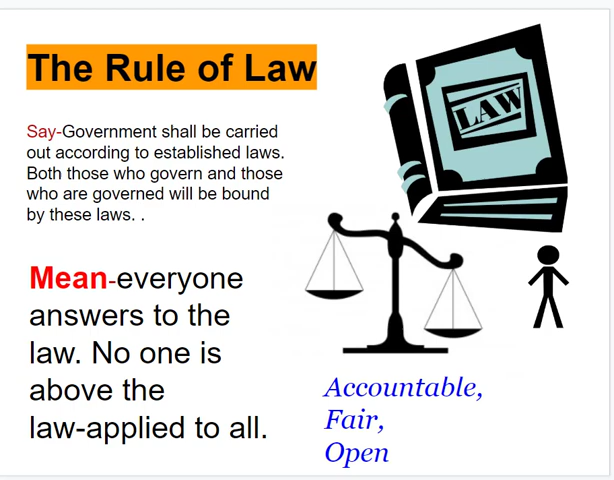 The Rule of Law
LAW
Say-Government shall be carried
out according to established laws.
Both those who govern and those
who are governed will be bound
by these laws. .
Mean-everyone
answers to the
law. No one is
above the
law-applied to all.
Accountable,
Fair,
Open